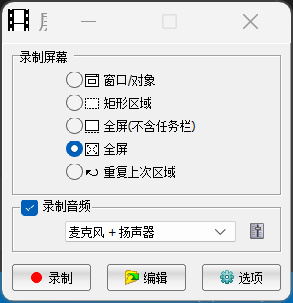 录制屏幕
窗口/对象
矩形区域
全屏(不含任务栏)
全屏
重复上次区域
录制音频
麦克风 + 扬声器
录制
编辑
选项